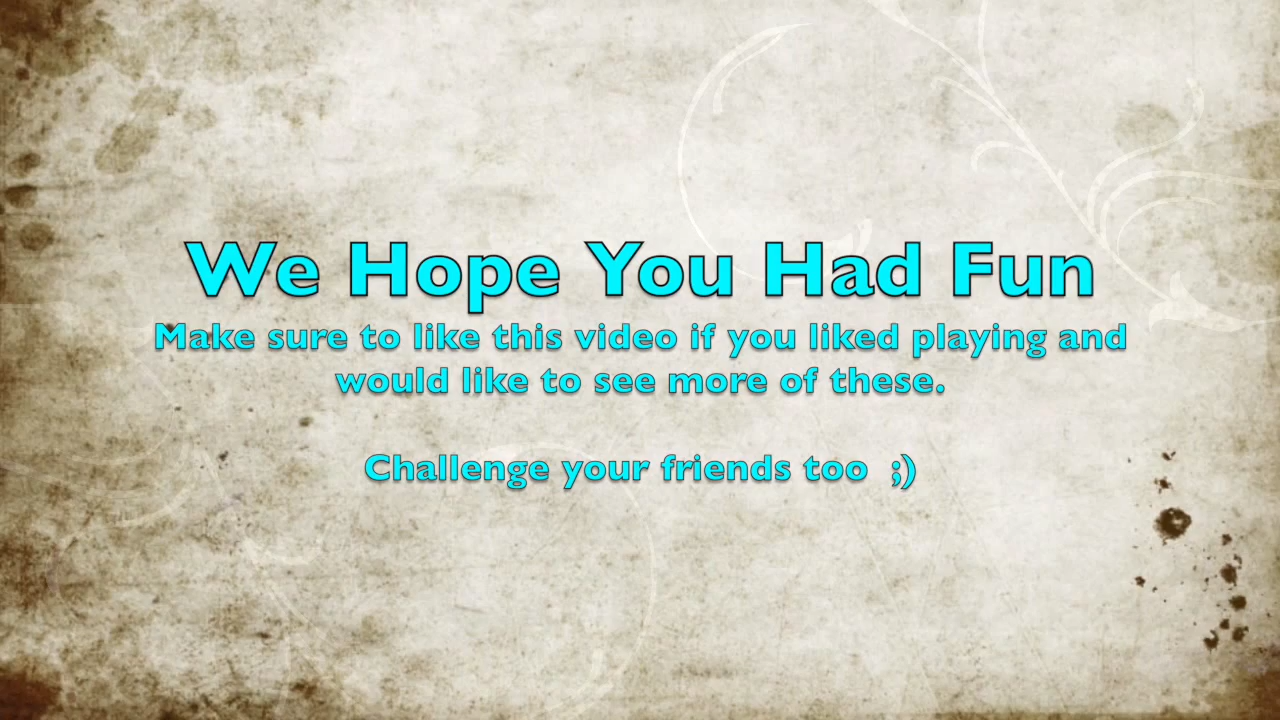 We Hope You Had Fun
Make sure to like this video if you liked playing and
would like to see more of these.
Challenge your friends too  ;)